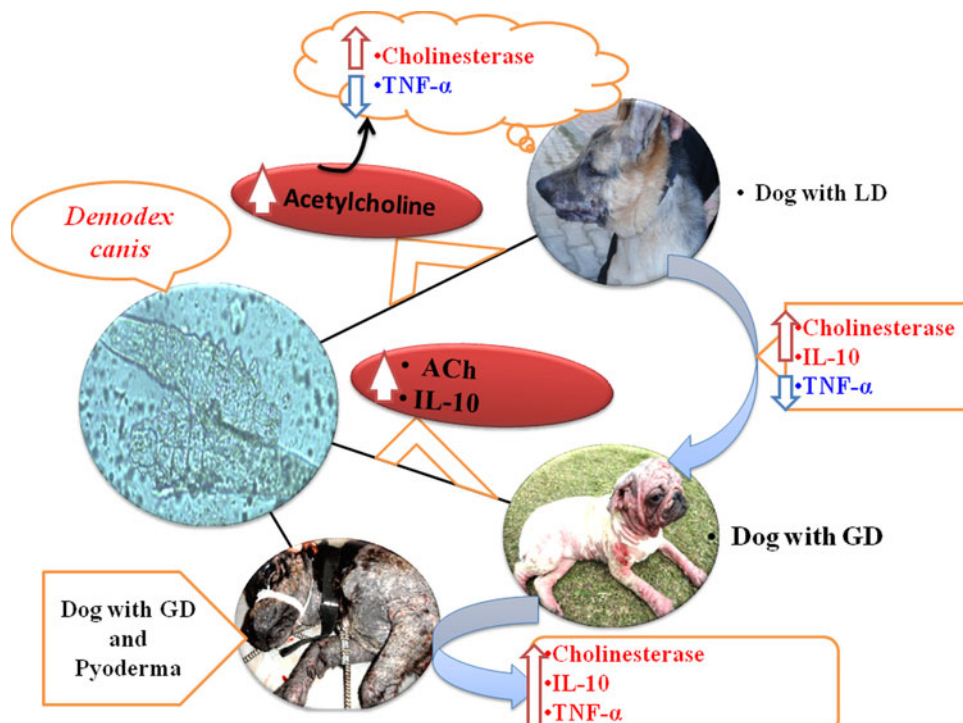 •Cholinesterase
•TNF-α
Acetylcholine
• Dog with LD
Demodex
canis
•Cholinesterase
•IL-10
•TNF-α
• ACh
• IL-10
• Dog with GD
Dog with GD
and
Pyoderma
•Cholinesterase
•IL-10
•TNF-α